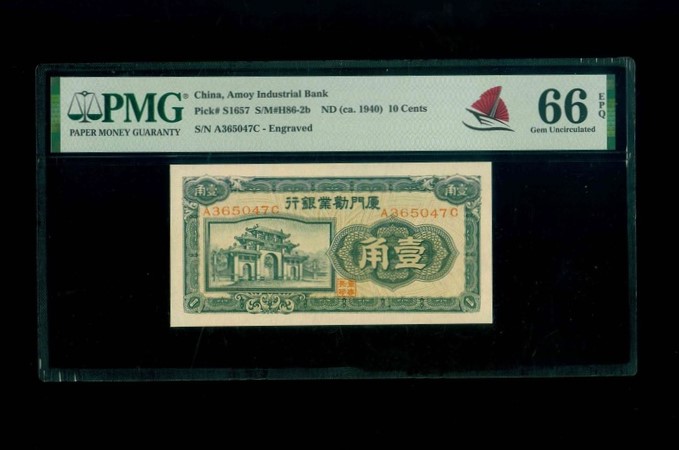 PMG
PAPER MONEY GUARANTY
China, Amoy Industrial Bank
Pick# S1657 S/M#H86-2b ND (ca. 1940) 10 Cents
S/N A365047C - Engraved
66 EPQ
Gem Uncirculated
角壹
角壹
行銀業勸門廈
A365047C
A365047C
角壹